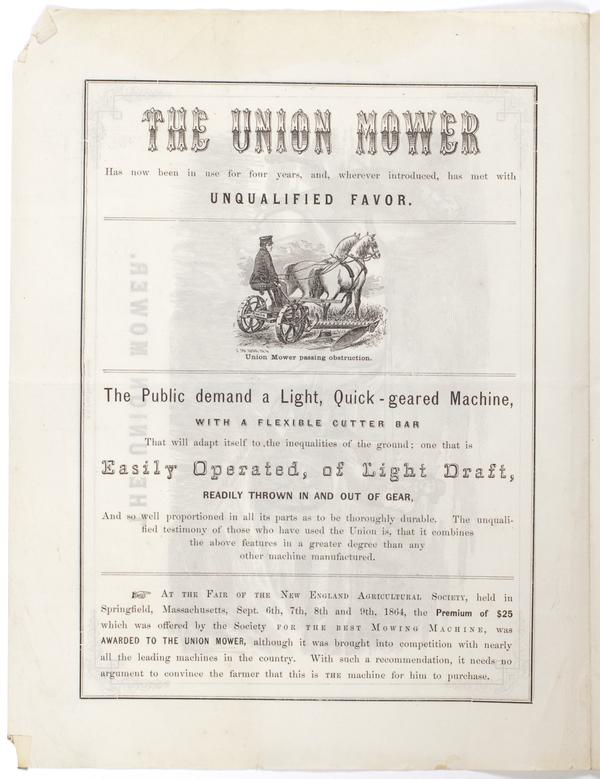 THE UNION MOWER
Has now been in use for four years, and, wherever introduced, has met with
UNQUALIFIED FAVOR.
Union Mower passing obstruction.
The Public demand a Light, Quick-geared Machine,
WITH A FLEXIBLE CUTTER BAR
That will adapt itself to the inequalities of the ground; one that is
Easily Operated, of Light Draft,
READILY THROWN IN AND OUT OF GEAR,
And so well proportioned in all its parts as to be thoroughly durable. The unquali-
fied testimony of those who have used the Union is, that it combines
the above features in a greater degree than any
other machine manufactured.
☞ AT THE FAIR OF THE NEW ENGLAND AGRICULTURAL SOCIETY, held in
Springfield, Massachusetts, Sept. 6th, 7th, 8th and 9th, 1864, the Premium of $25
which was offered by the Society FOR THE BEST MOWING MACHINE, was
AWARDED TO THE UNION MOWER, although it was brought into competition with nearly
all the leading machines in the country. With such a recommendation, it needs no
argument to convince the farmer that this is THE machine for him to purchase.
THE UNION MOWER.